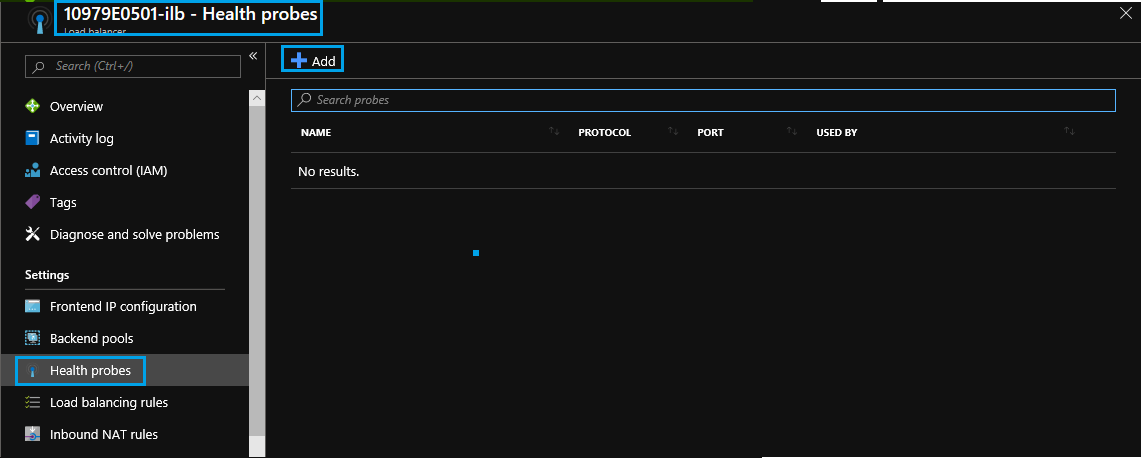 10979E0501-ilb - Health probes
Load balancer
Search (Ctrl+/)
«
Add
Overview
Activity log
Access control (IAM)
Tags
Diagnose and solve problems
Settings
Frontend IP configuration
Backend pools
Health probes
Load balancing rules
Inbound NAT rules
Search probes
NAME PROTOCOL PORT USED BY
No results.